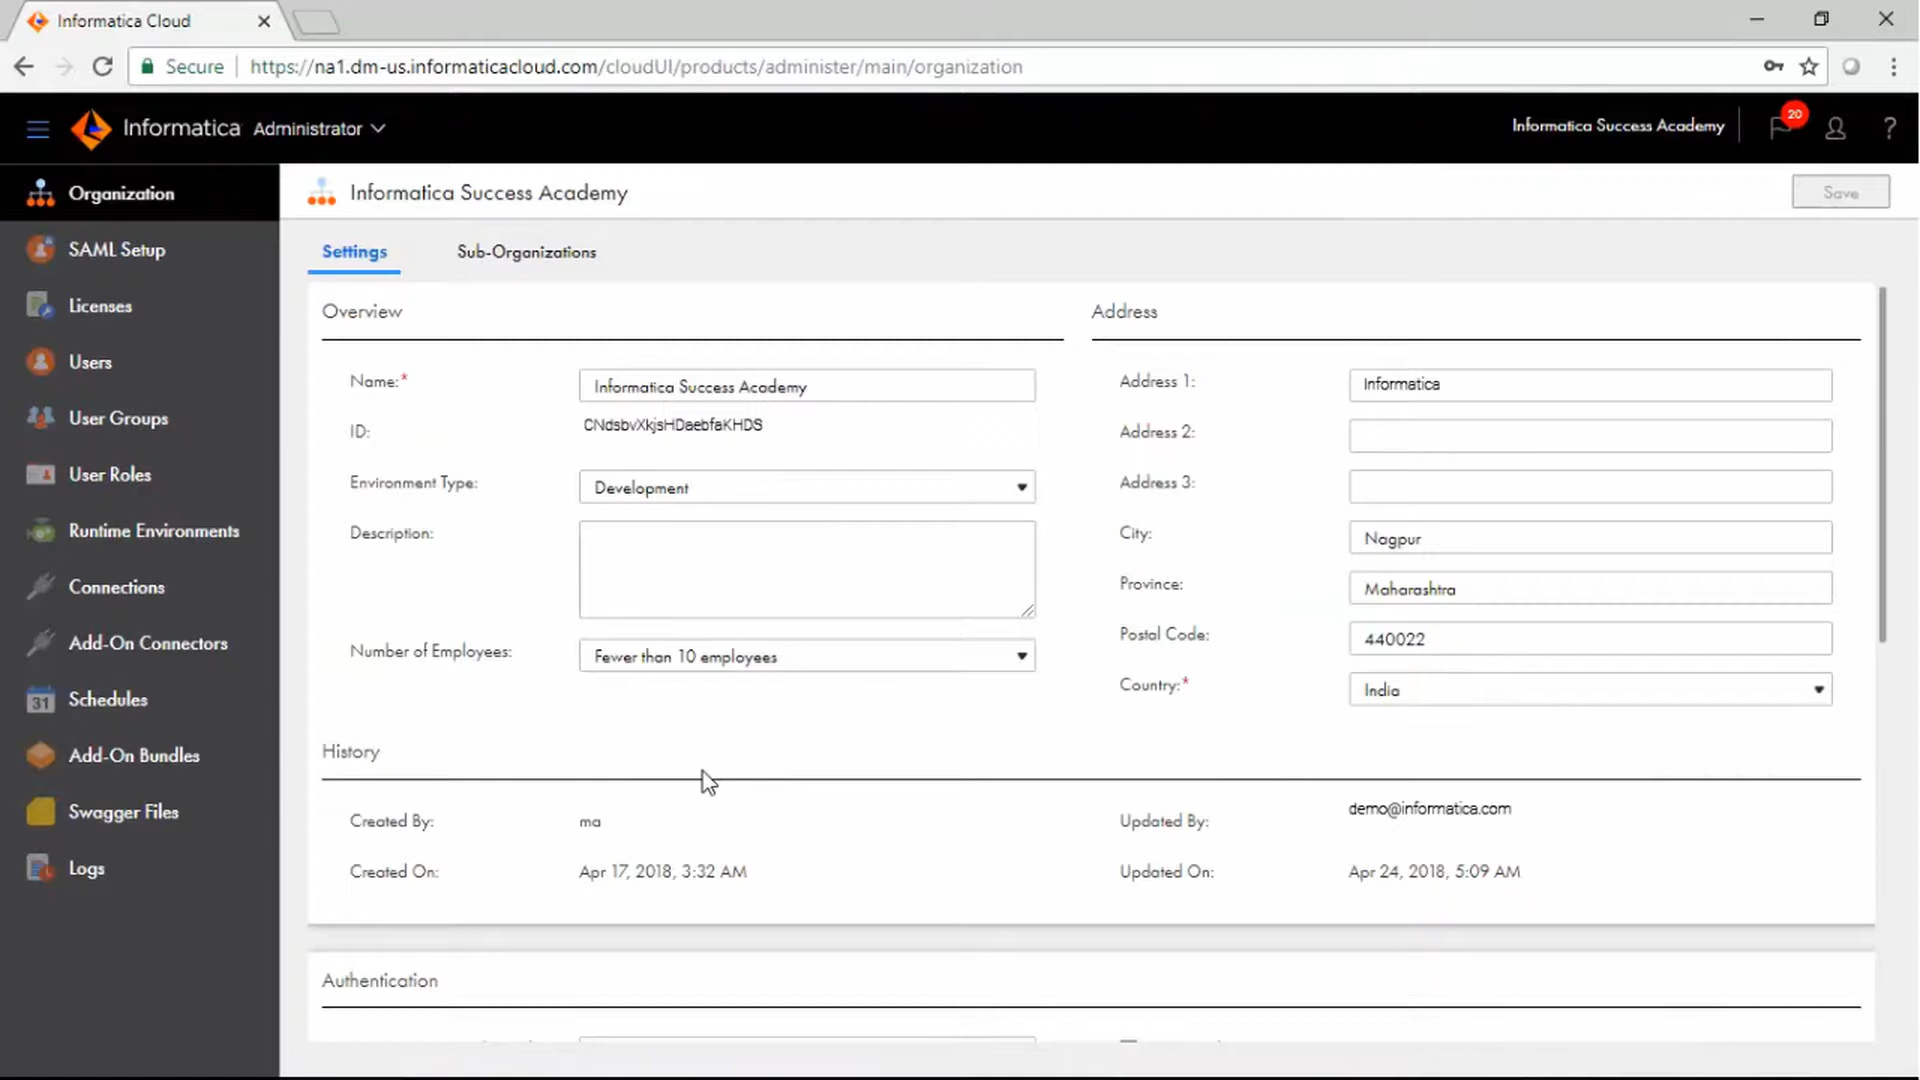 Informatica Cloud
Secure https://na1.dm-us.informaticacloud.com/cloudUI/products/administer/main/organization
Informatica Administrator
Informatica Success Academy
20
?
Organization
SAML Setup
Licenses
Users
User Groups
User Roles
Runtime Environments
Connections
Add-On Connectors
31
Schedules
Add-On Bundles
Swagger Files
Logs
Informatica Success Academy
Save
Settings
Sub-Organizations
Overview
Name:* Informatica Success Academy
ID: CNdsbvXkjsHDaebfaKHDS
Environment Type: Development
Description:
Number of Employees: Fewer than 10 employees
Address
Address 1: Informatica
Address 2:
Address 3:
City: Nagpur
Province: Maharashtra
Postal Code: 440022
Country:* India
History
Created By: ma
Created On: Apr 17, 2018, 3:32 AM
Updated By: demo@informatica.com
Updated On: Apr 24, 2018, 5:09 AM
Authentication